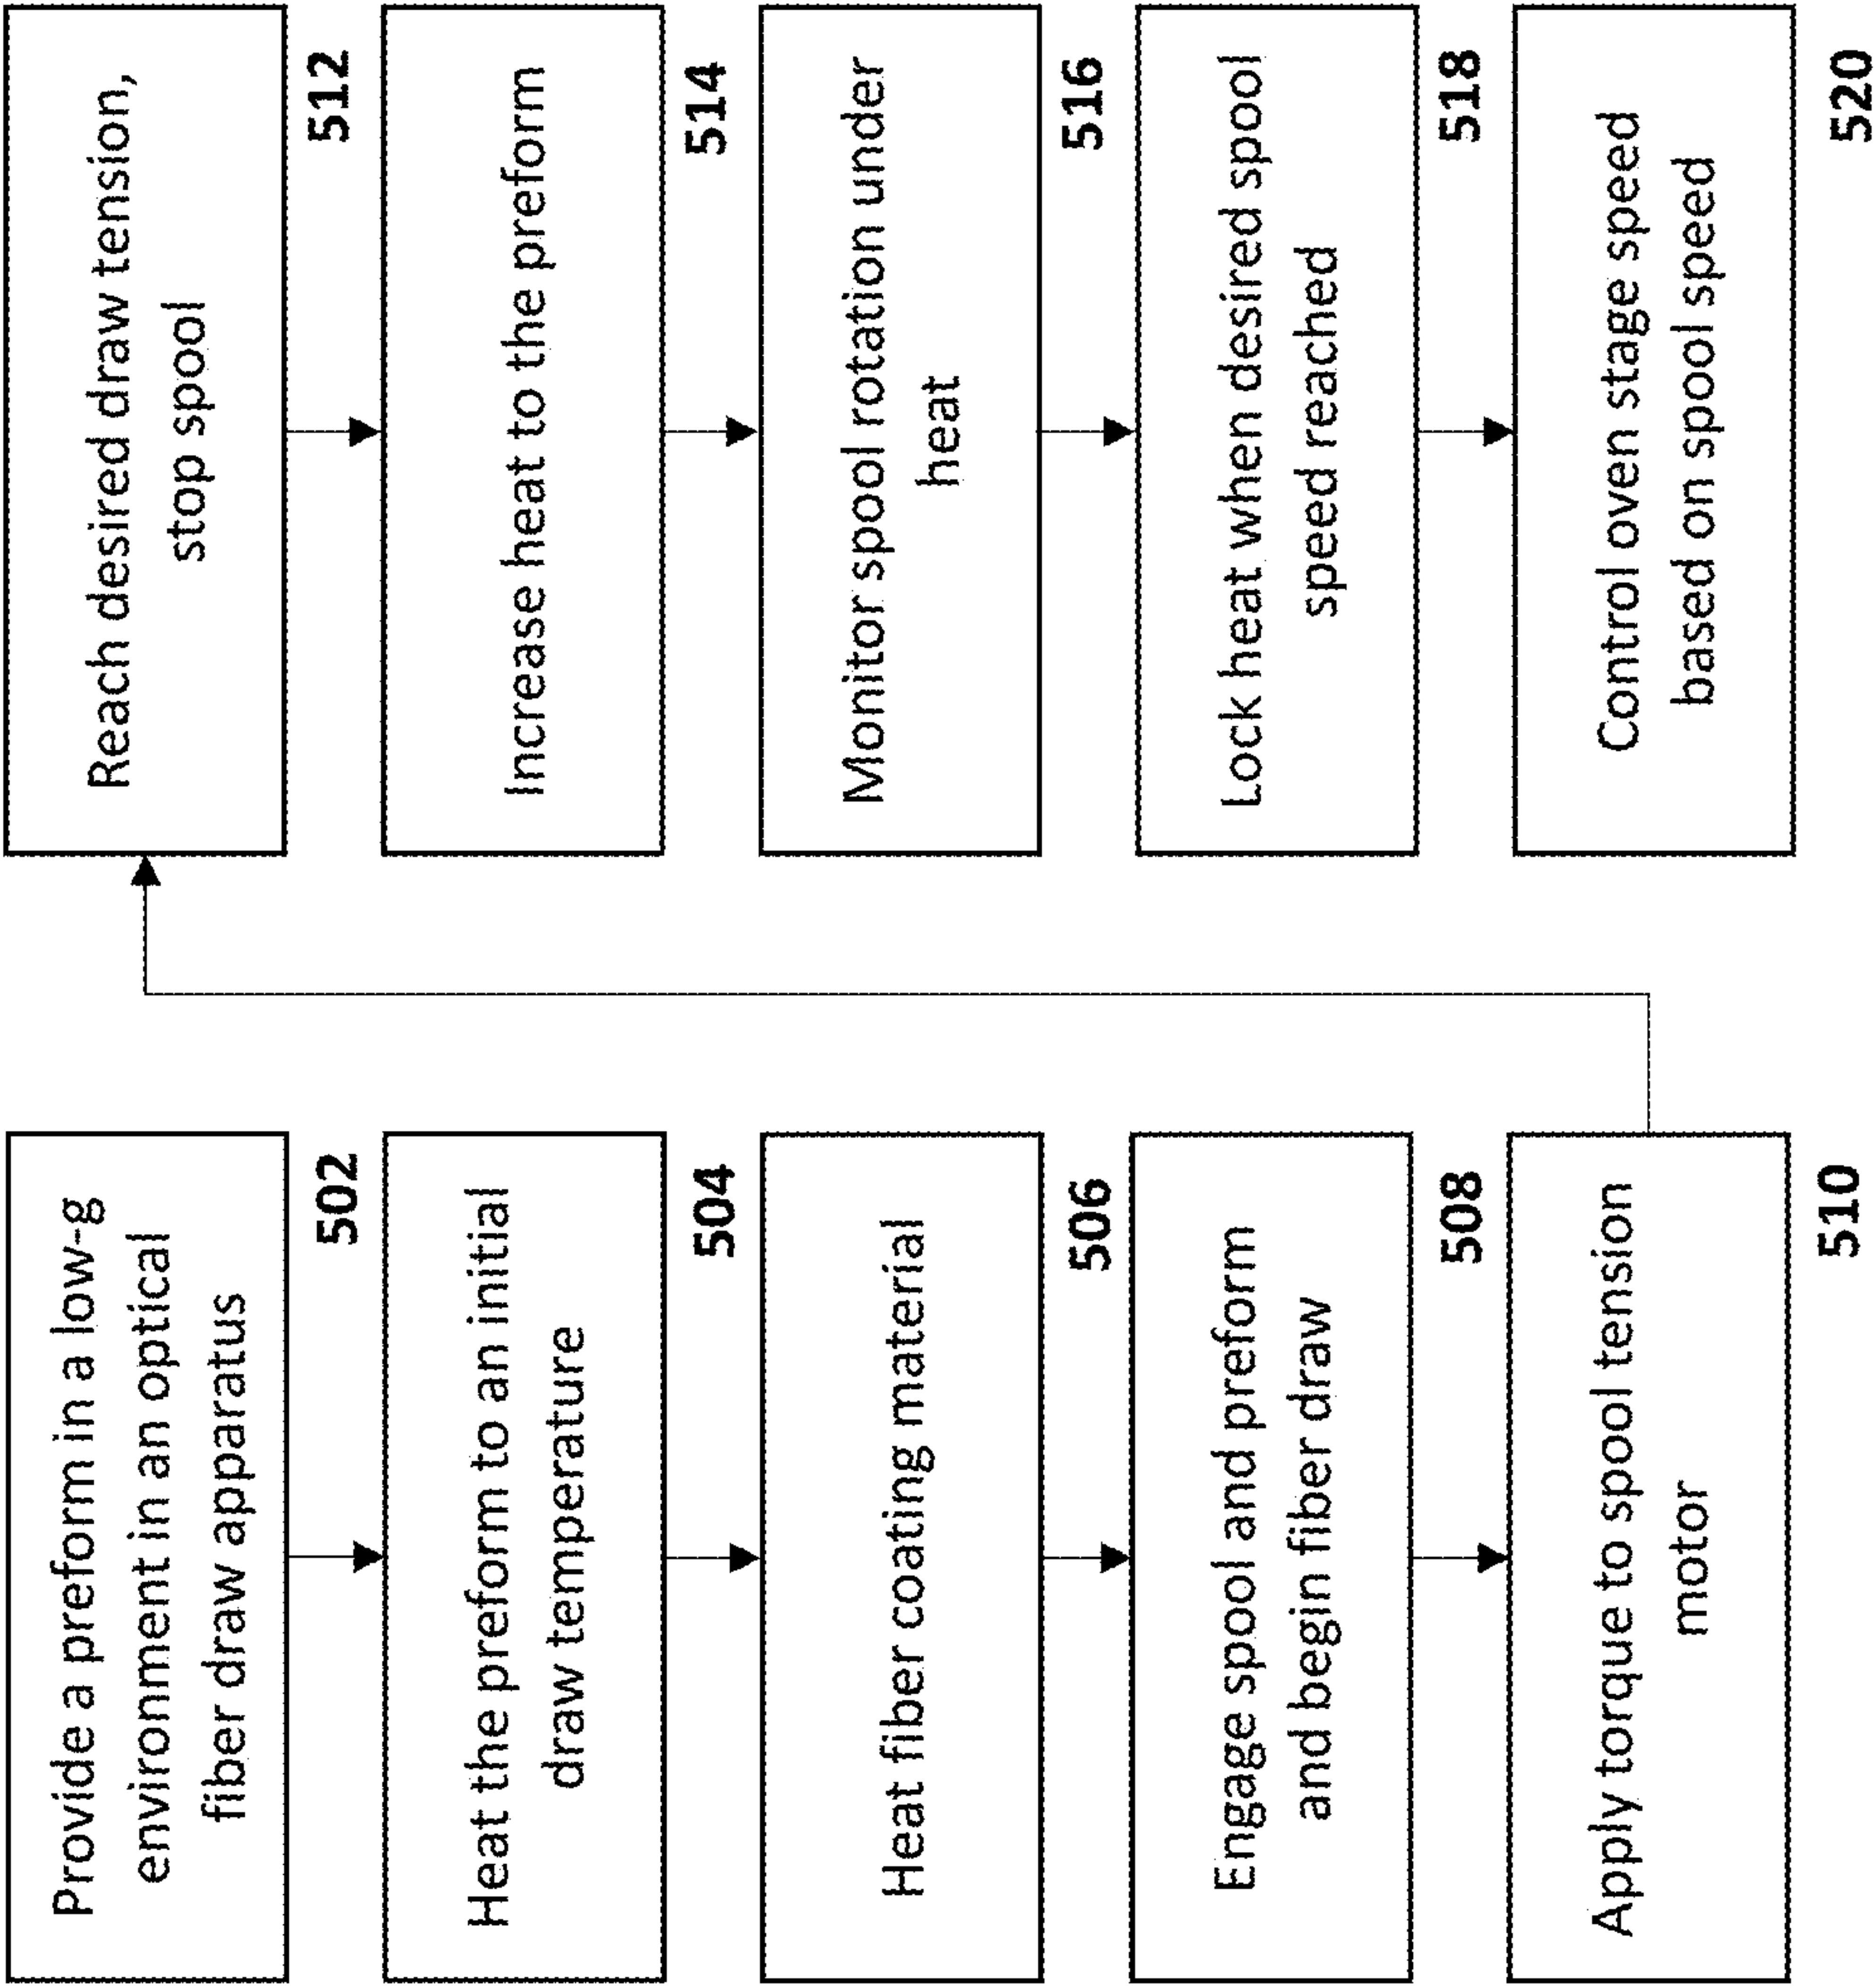 Provide a preform in a low-g
environment in an optical
fiber draw apparatus
502
Heat the preform to an initial
draw temperature
504
Heat fiber coating material
506
Engage spool and preform
and begin fiber draw
508
Apply torque to spool tension
motor
510
Reach desired draw tension,
stop spool
512
Increase heat to the preform
514
Monitor spool rotation under
heat
516
Lock heat when desired spool
speed reached
518
Control oven stage speed
based on spool speed
520